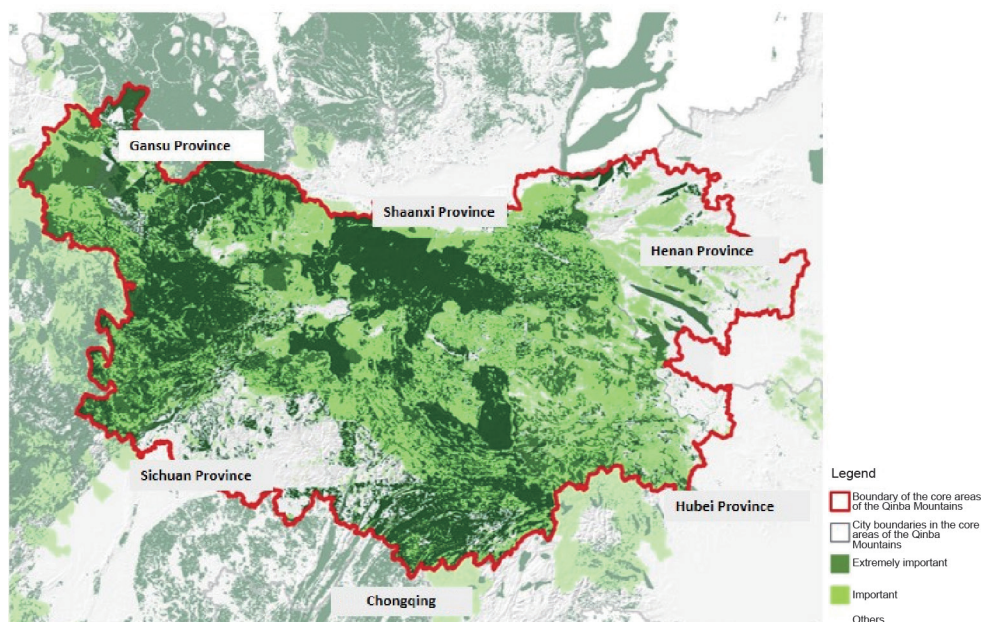 Gansu Province
Shaanxi Province
Henan Province
Sichuan Province
Hubei Province
Chongqing
Legend
Boundary of the core areas
of the Qinba Mountains
City boundaries in the core
areas of the Qinba
Mountains
Extremely important
Important
Others